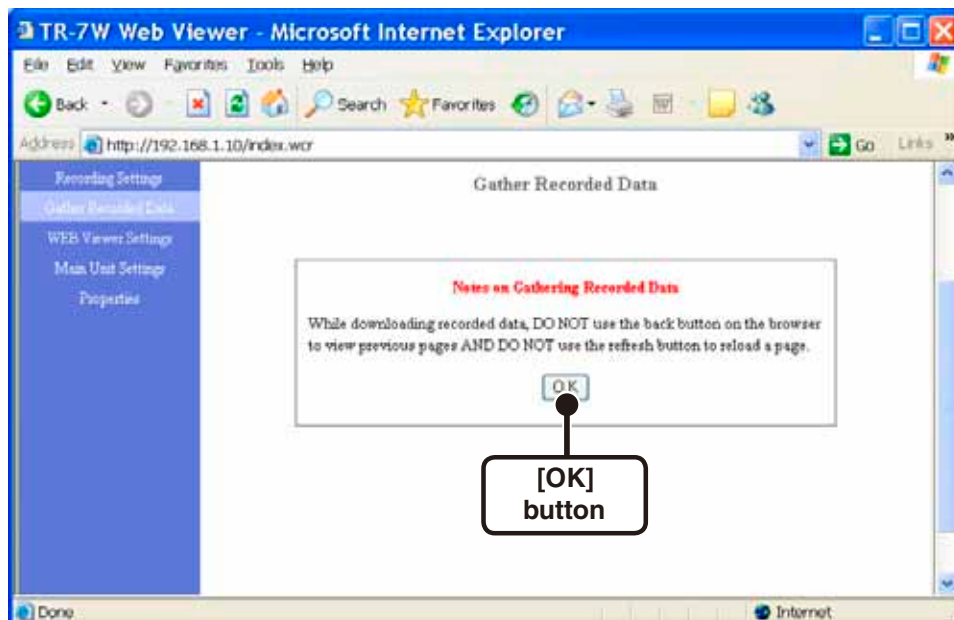 TR-7W Web Viewer - Microsoft Internet Explorer
File Edit View Favorites Tools Help
Back Search Favorites
Address http://192.168.1.10/index.wcr Go Links »
Recording Settings
Gather Recorded Data
WEB Viewer Settings
Main Unit Settings
Properties
Gather Recorded Data
Notes on Gathering Recorded Data
While downloading recorded data, DO NOT use the back button on the browser
to view previous pages AND DO NOT use the refresh button to reload a page.
OK
[OK]
button
Done Internet